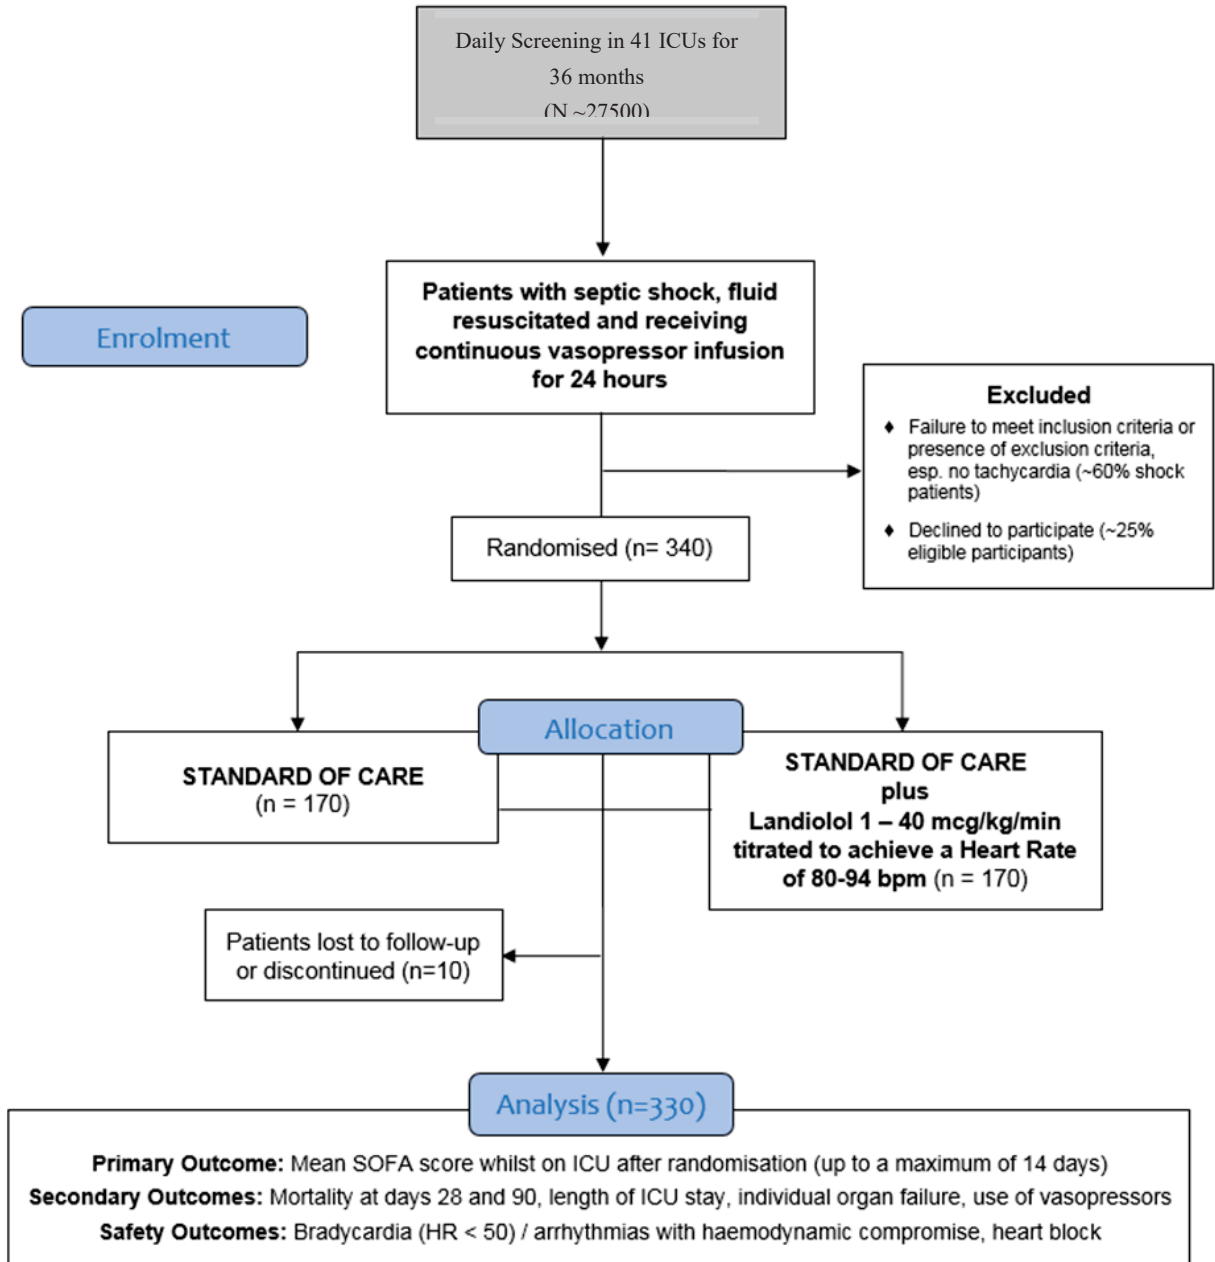 Daily Screening in 41 ICUs for
36 months
(N ~27500)
Enrolment
Patients with septic shock, fluid
resuscitated and receiving
continuous vasopressor infusion
for 24 hours
Excluded
♦ Failure to meet inclusion criteria or
presence of exclusion criteria,
esp. no tachycardia (~60% shock
patients)
♦ Declined to participate (~25%
eligible participants)
Randomised (n= 340)
Allocation
STANDARD OF CARE
(n = 170)
STANDARD OF CARE
plus
Landiolol 1 – 40 mcg/kg/min
titrated to achieve a Heart Rate
of 80-94 bpm (n = 170)
Patients lost to follow-up
or discontinued (n=10)
Analysis (n=330)
Primary Outcome: Mean SOFA score whilst on ICU after randomisation (up to a maximum of 14 days)
Secondary Outcomes: Mortality at days 28 and 90, length of ICU stay, individual organ failure, use of vasopressors
Safety Outcomes: Bradycardia (HR < 50) / arrhythmias with haemodynamic compromise, heart block